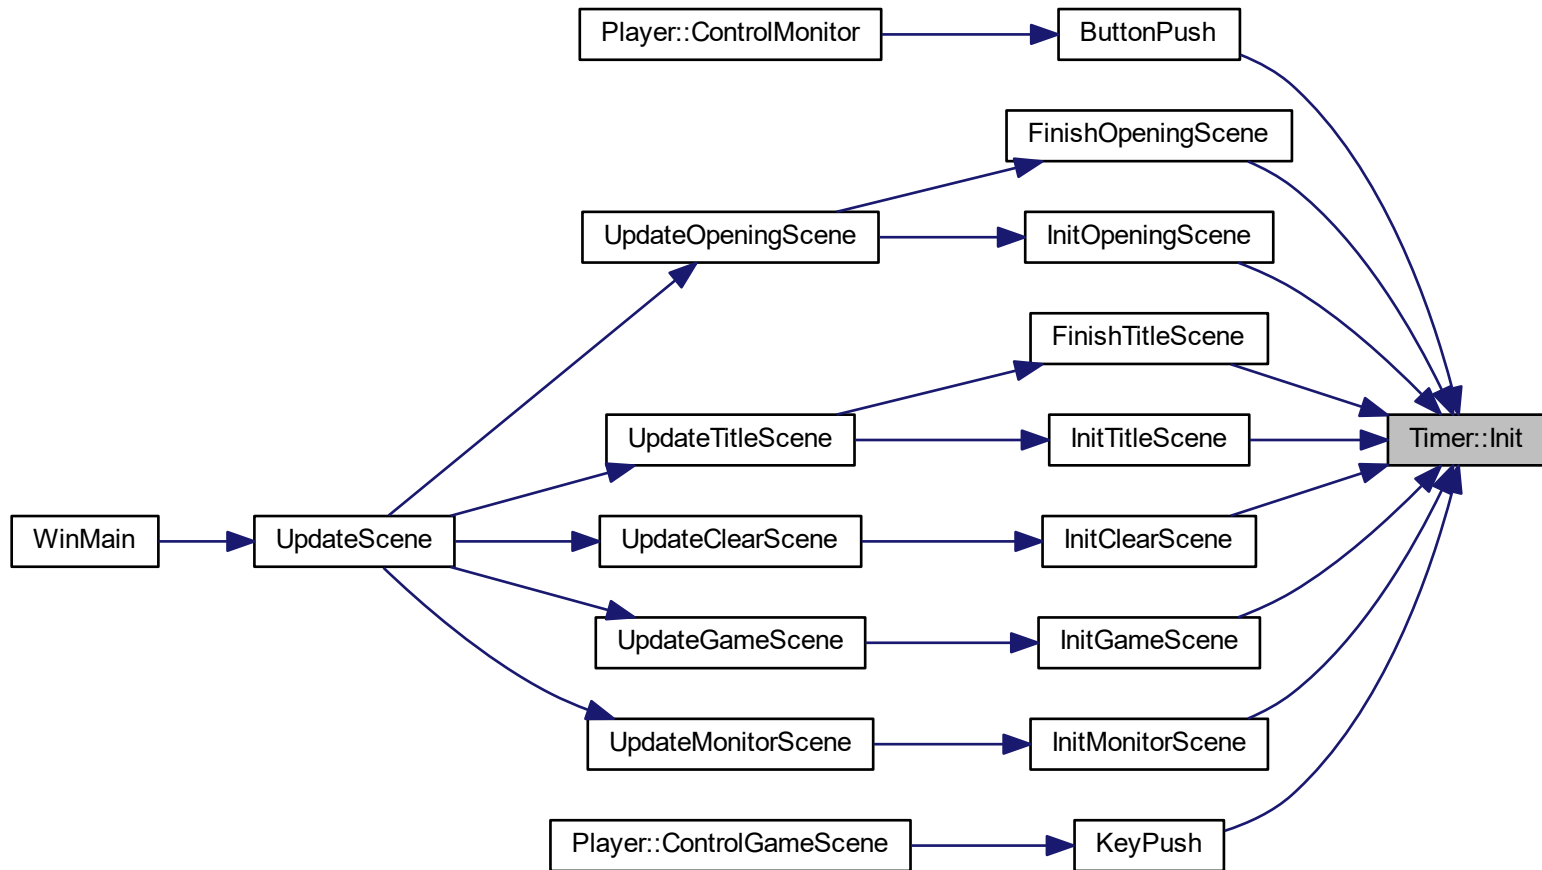 Player::ControlMonitor
ButtonPush
FinishOpeningScene
UpdateOpeningScene
InitOpeningScene
FinishTitleScene
UpdateTitleScene
InitTitleScene
Timer::Init
WinMain
UpdateScene
UpdateClearScene
InitClearScene
UpdateGameScene
InitGameScene
UpdateMonitorScene
InitMonitorScene
Player::ControlGameScene
KeyPush